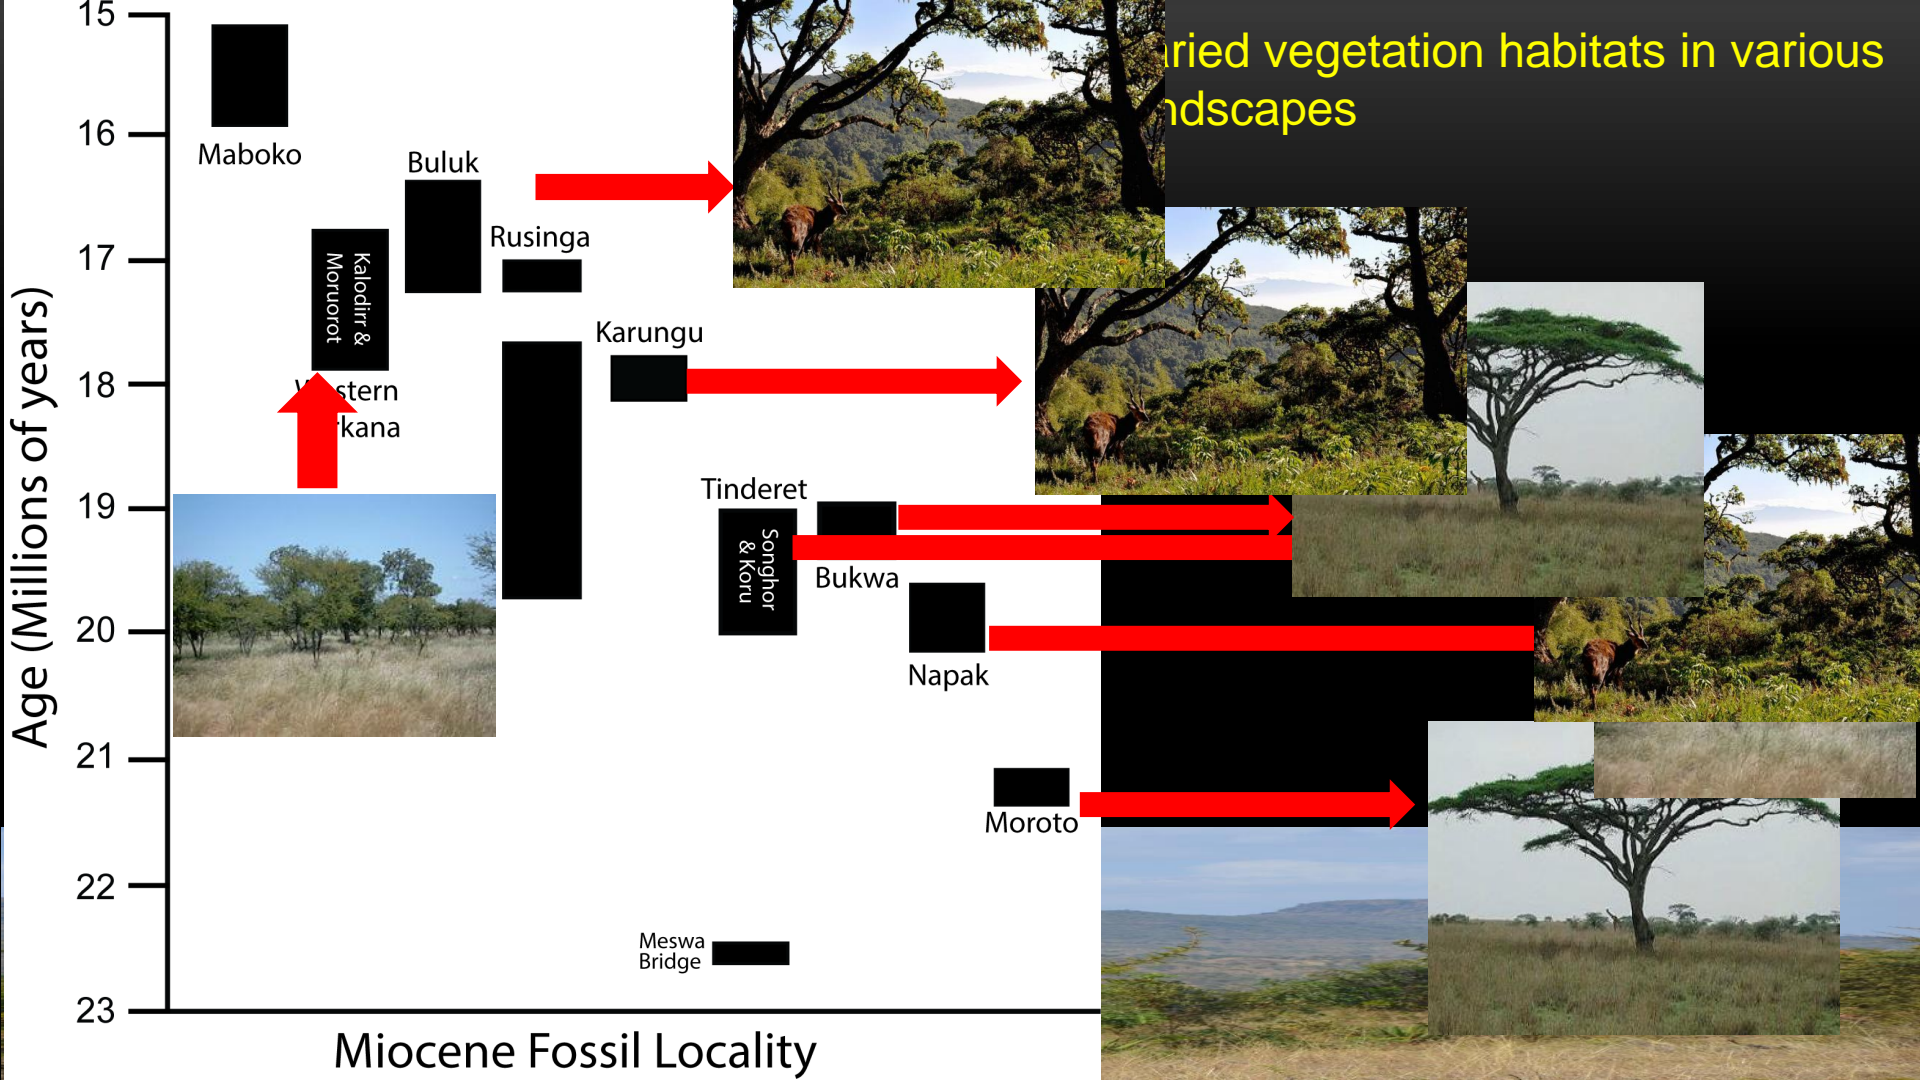 ried vegetation habitats in various
ndscapes
15
16
17
18
19
20
21
22
23
Age (Millions of years)
Maboko
Buluk
Rusinga
Kalodirr &
Moruorot
Karungu
stern
kana
Tinderet
Songhor
& Koru
Bukwa
Napak
Moroto
Meswa
Bridge
Miocene Fossil Locality